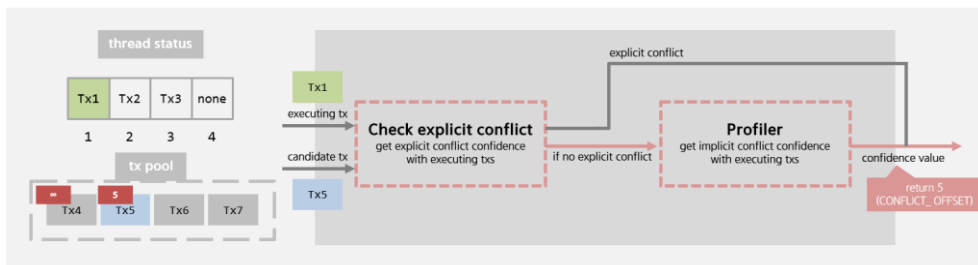 thread status
Tx1 Tx2 Tx3 none
1 2 3 4
tx pool
∞ 5
Tx4 Tx5 Tx6 Tx7
Tx1
executing tx
candidate tx
Tx5
Check explicit conflict
get explicit conflict confidence
with executing txs
explicit conflict
if no explicit conflict
Profiler
get implicit conflict confidence
with executing txs
confidence value
return 5
(CONFLICT_ OFFSET)